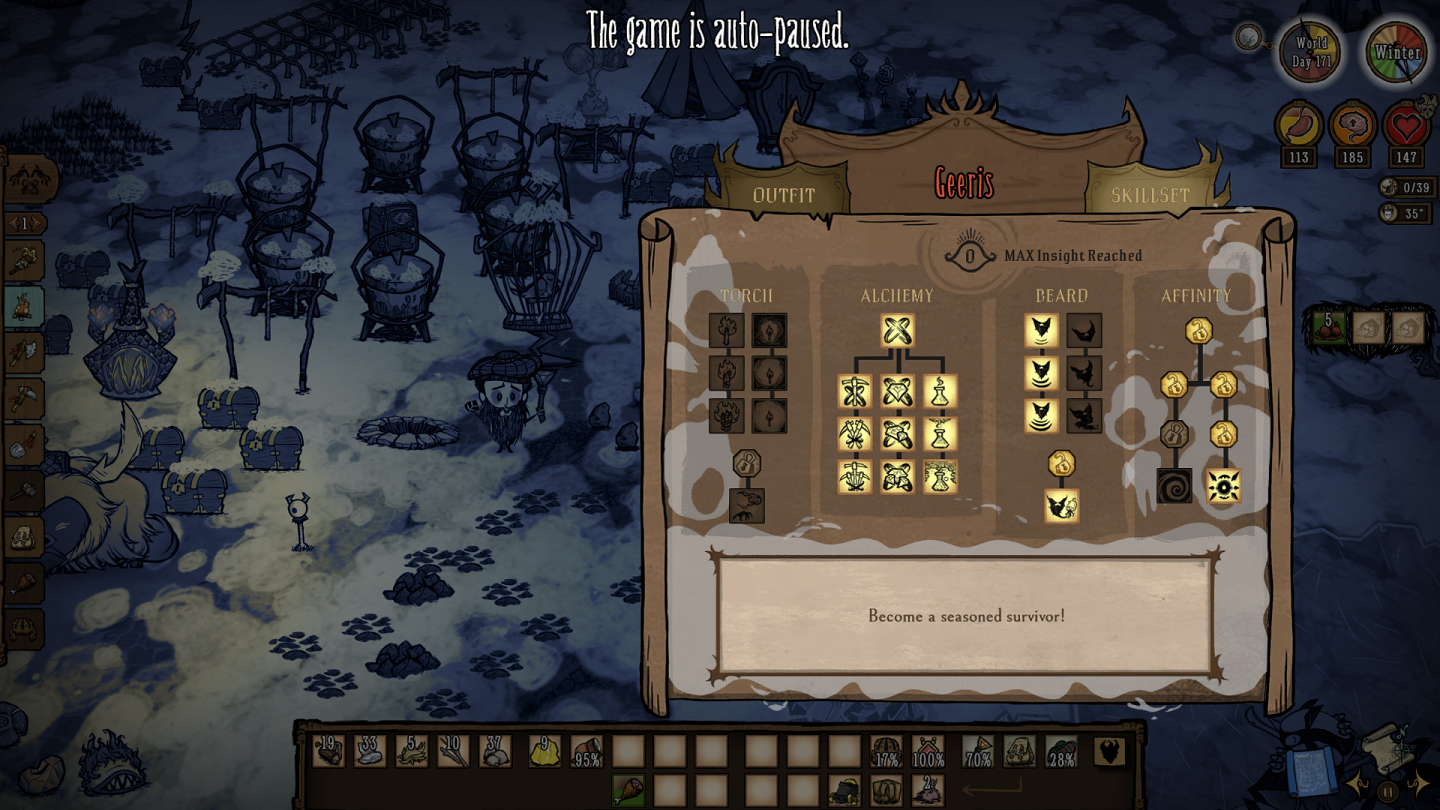 The game is auto-paused.
World
Day 171
Winter
113
185
147
0/39
35°
OUTFIT
Geeris
SKILLSET
0
MAX Insight Reached
TORCH
ALCHEMY
BEARD
AFFINITY
1
5
Become a seasoned survivor!
19
33
5
10
37
9
95%
17%
100%
70%
28%
2